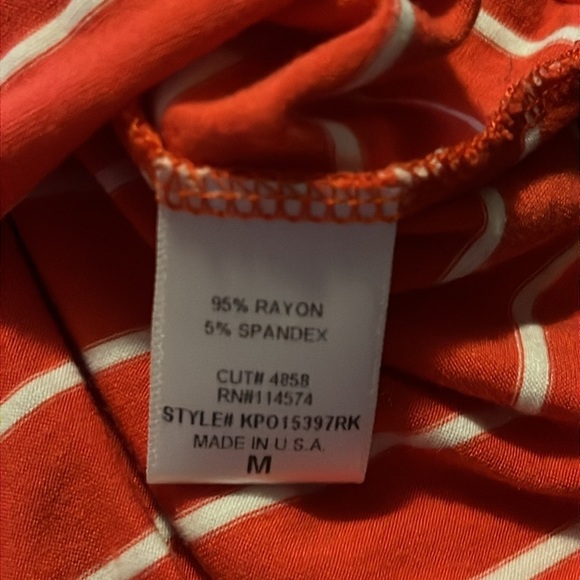 95% RAYON
5% SPANDEX
CUT# 4858
RN#114574
STYLE# KPO15397RK
MADE IN U.S.A.
M